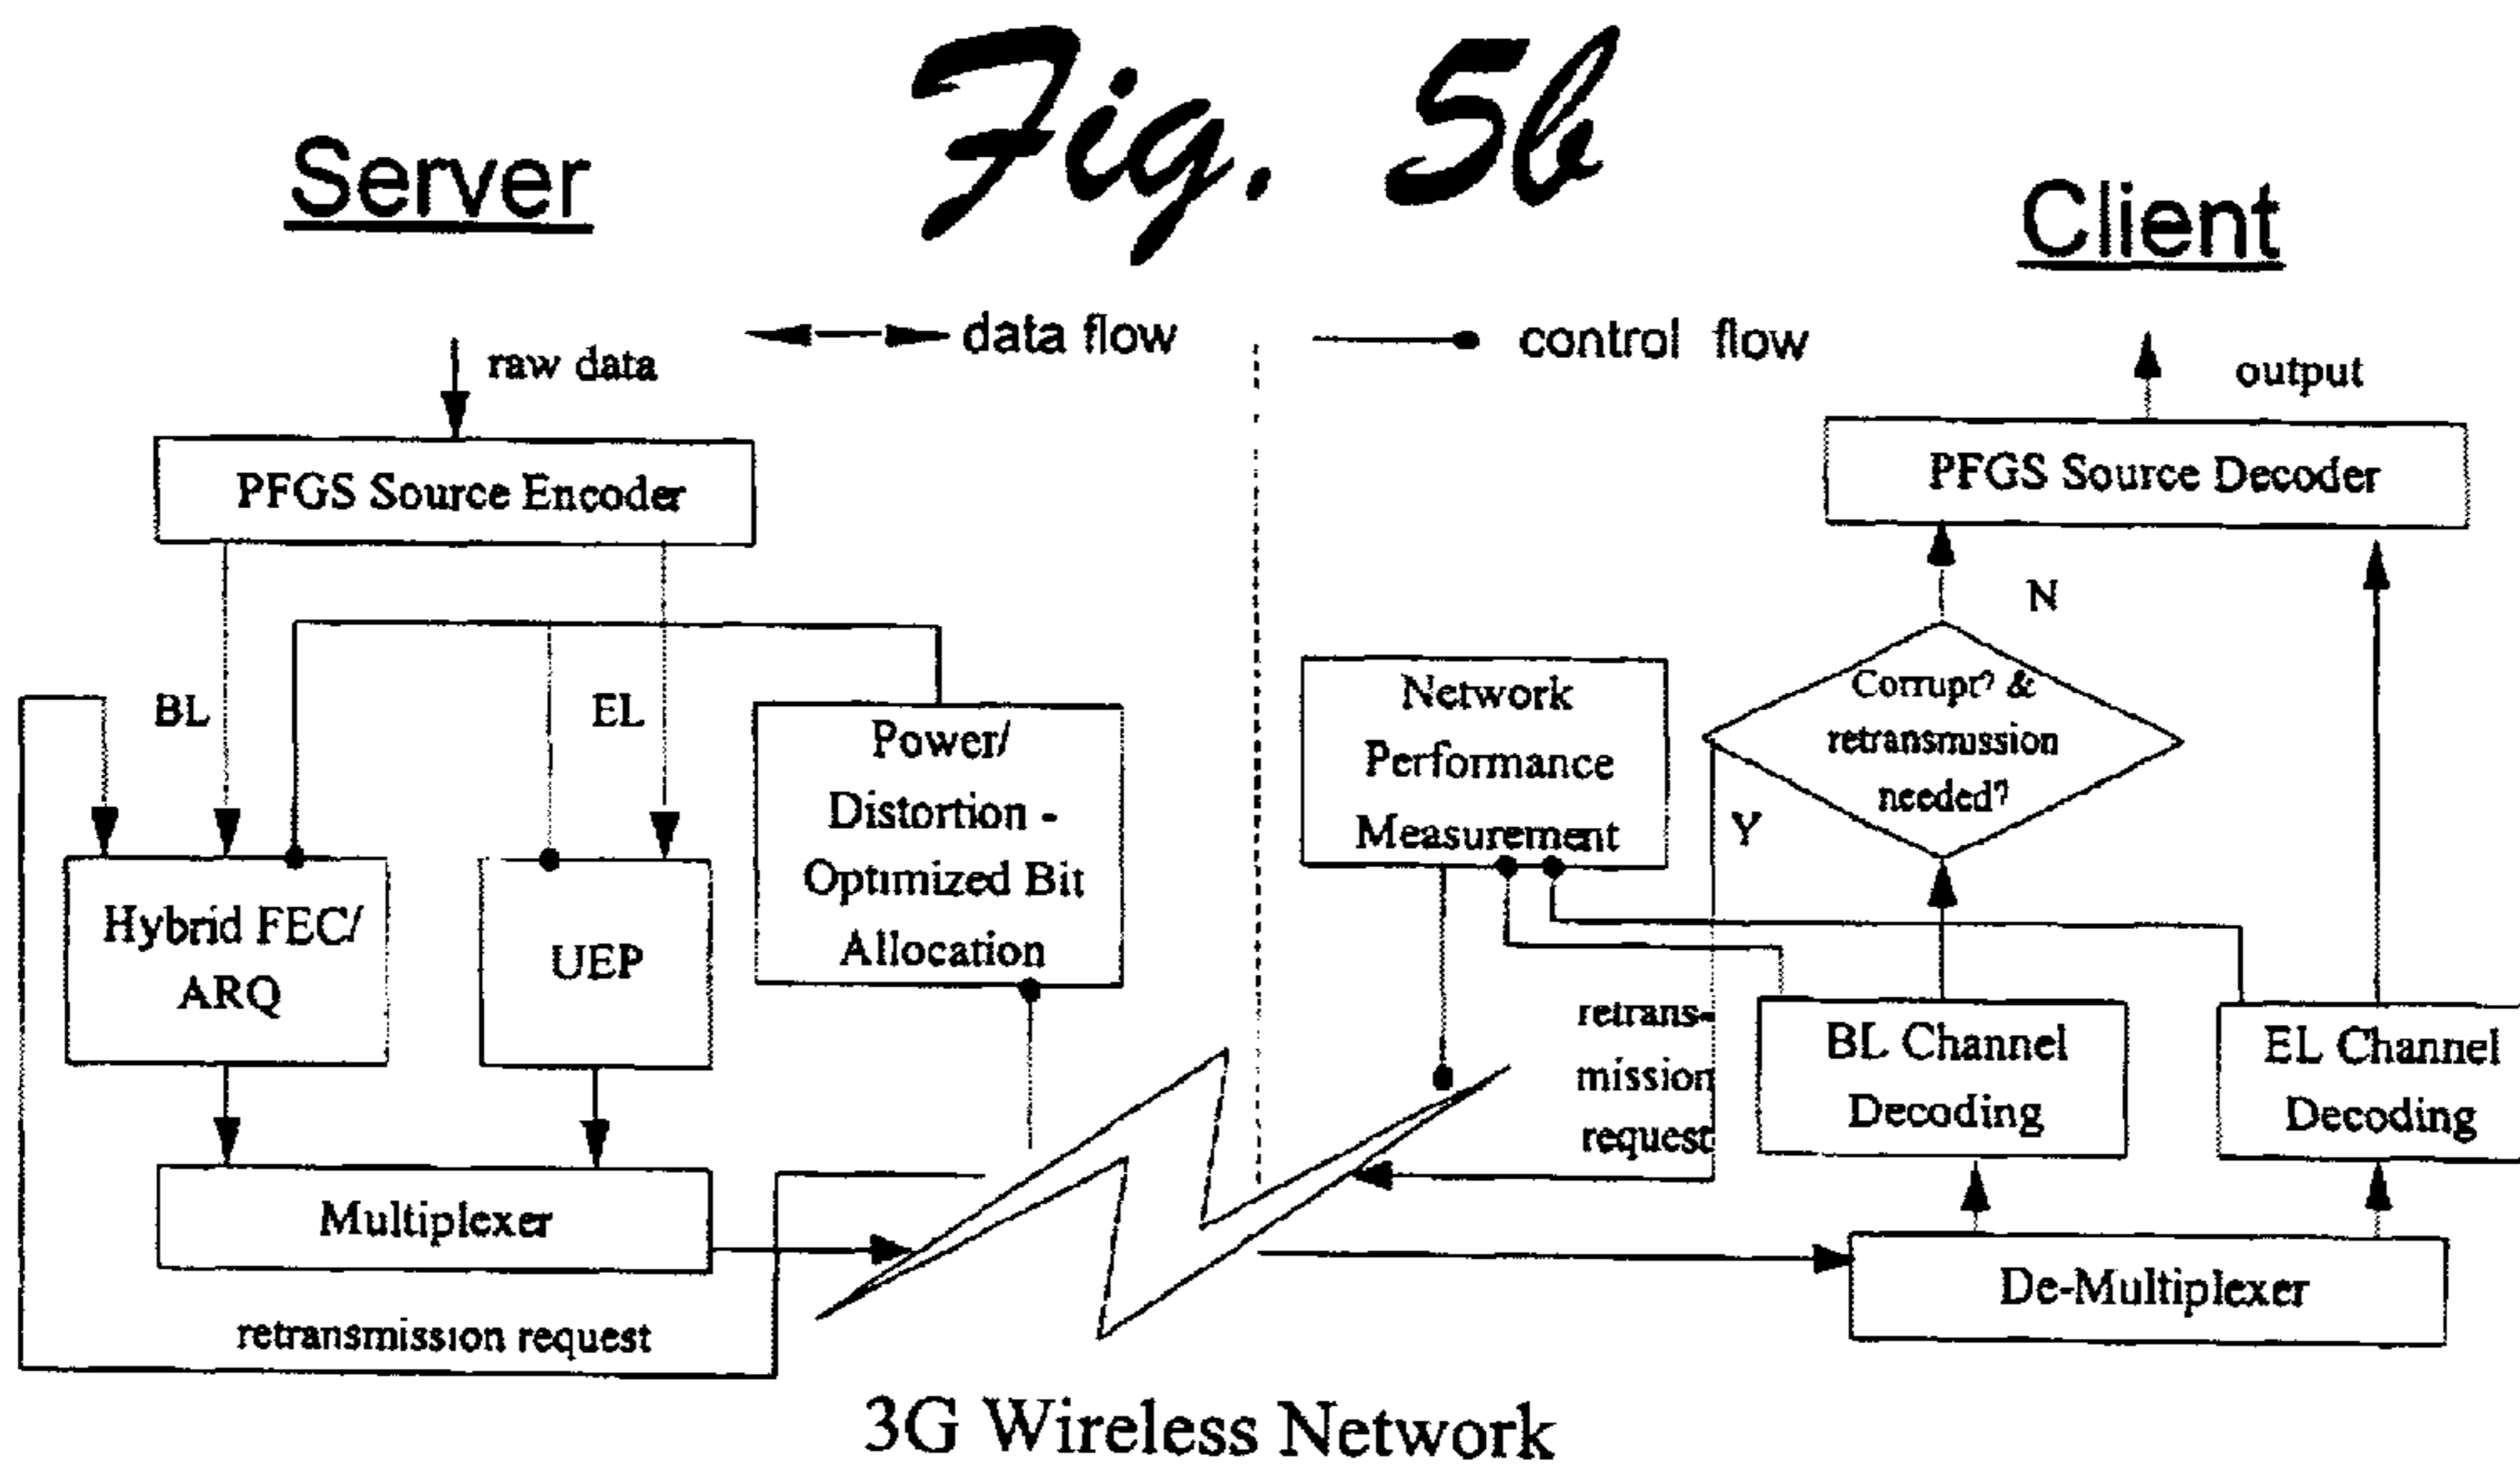 Fig. 5b
Server
Client
data flow
control flow
raw data
output
PFGS Source Encoder
PFGS Source Decoder
BL
EL
N
Power/
Distortion -
Optimized Bit
Allocation
Network
Performance
Measurement
Corrupt? &
retransmission
needed?
Y
Hybrid FEC/
ARQ
UEP
retrans-
mission
request
BL Channel
Decoding
EL Channel
Decoding
Multiplexer
De-Multiplexer
retransmission request
3G Wireless Network